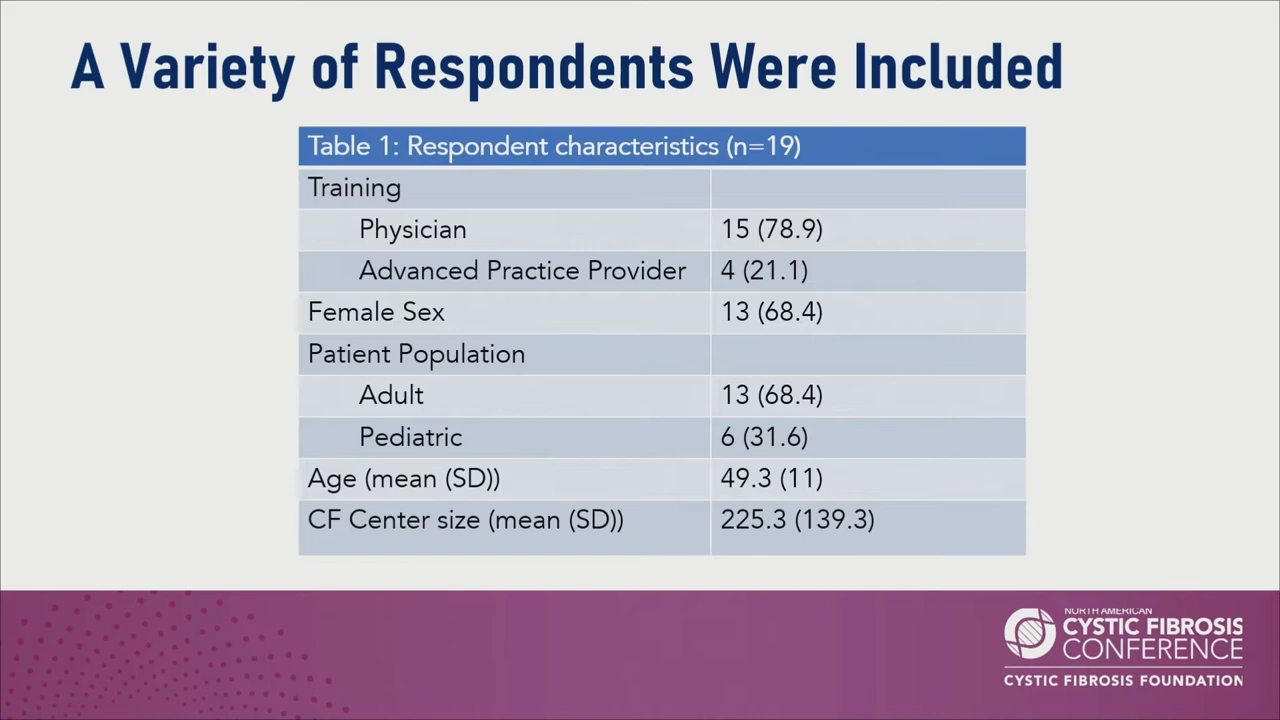 A Variety of Respondents Were Included
Table 1: Respondent characteristics (n=19)
Training
Physician 15 (78.9)
Advanced Practice Provider 4 (21.1)
Female Sex 13 (68.4)
Patient Population
Adult 13 (68.4)
Pediatric 6 (31.6)
Age (mean (SD)) 49.3 (11)
CF Center size (mean (SD)) 225.3 (139.3)
NORTH AMERICAN
CYSTIC FIBROSIS
CONFERENCE
CYSTIC FIBROSIS FOUNDATION